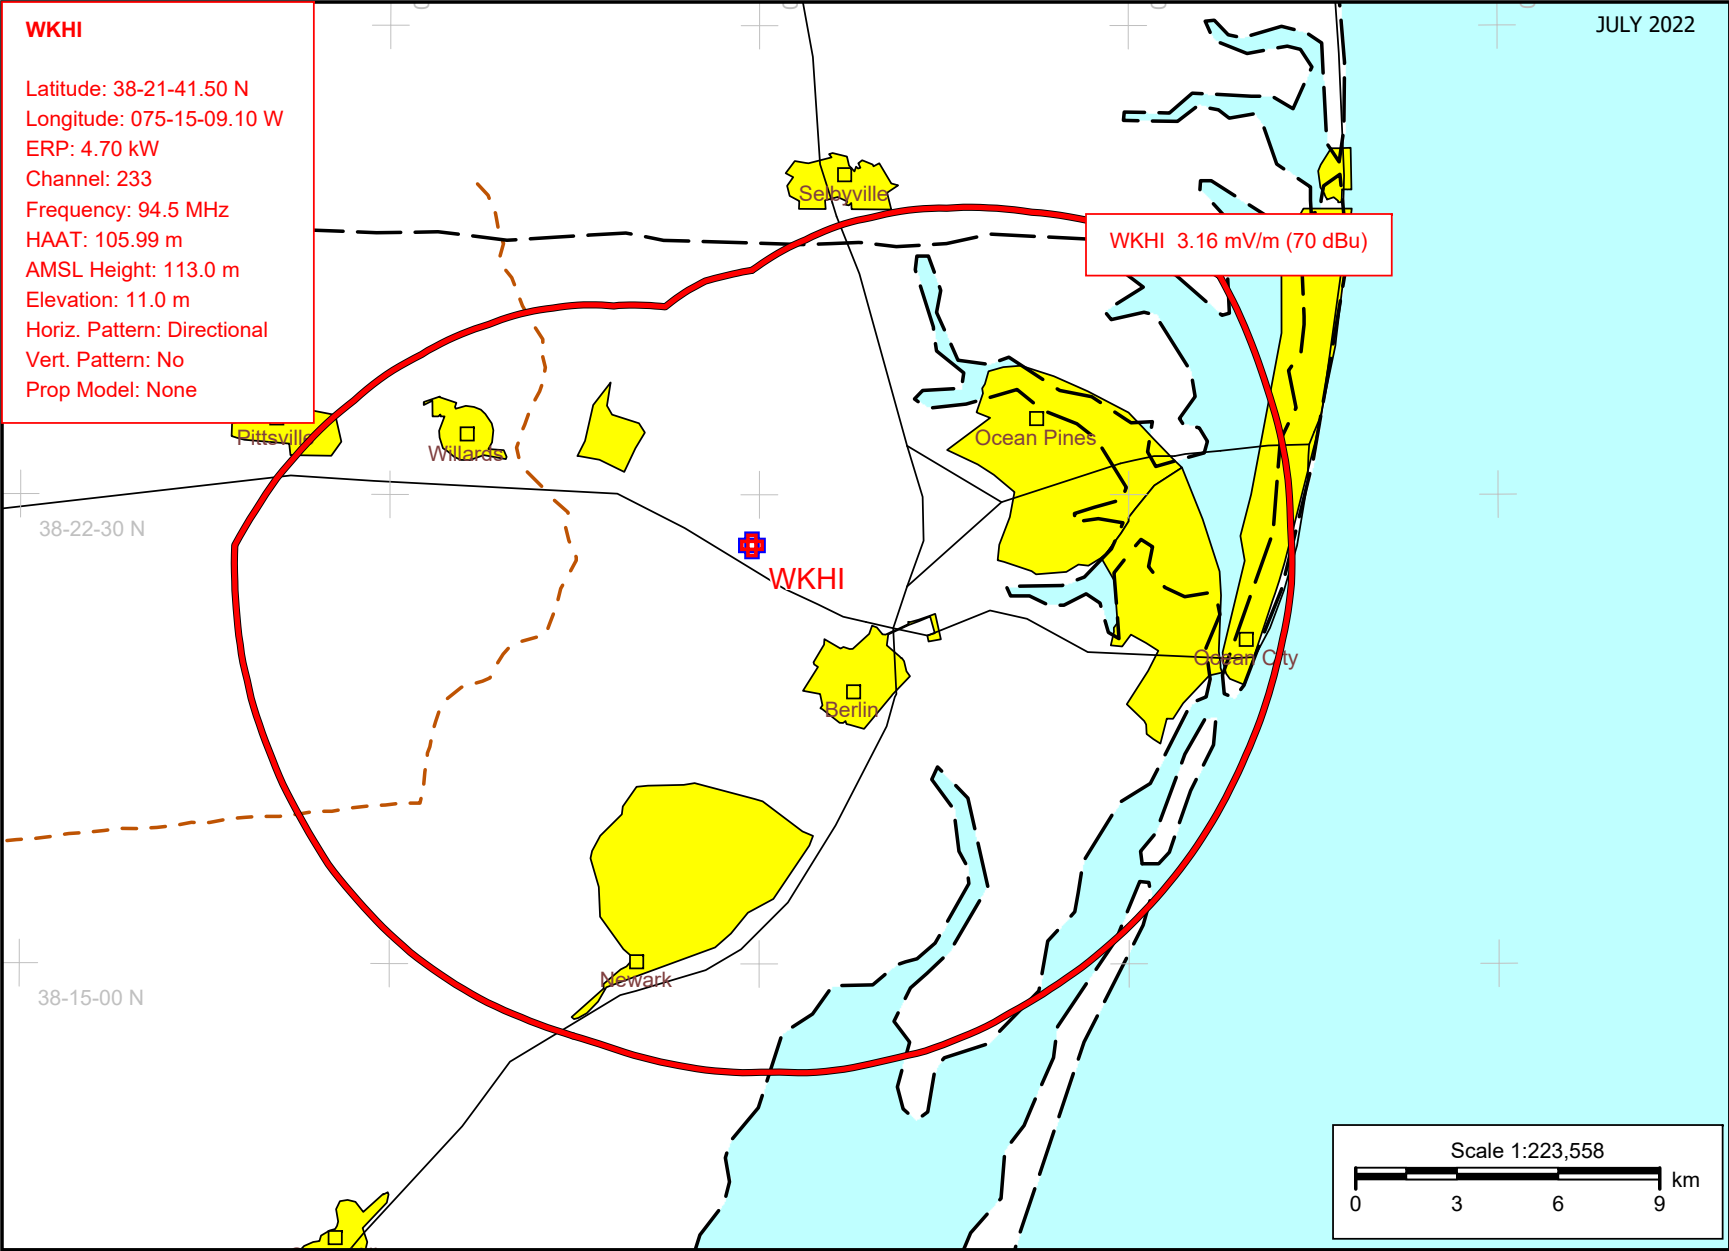 WKHI
Latitude: 38-21-41.50 N
Longitude: 075-15-09.10 W
ERP: 4.70 kW
Channel: 233
Frequency: 94.5 MHz
HAAT: 105.99 m
AMSL Height: 113.0 m
Elevation: 11.0 m
Horiz. Pattern: Directional
Vert. Pattern: No
Prop Model: None
JULY 2022
Selbyville
WKHI 3.16 mV/m (70 dBu)
Pittsville
Willards
Ocean Pines
38-22-30 N
WKHI
Ocean City
Berlin
Newark
38-15-00 N
Scale 1:223,558
km
0 3 6 9